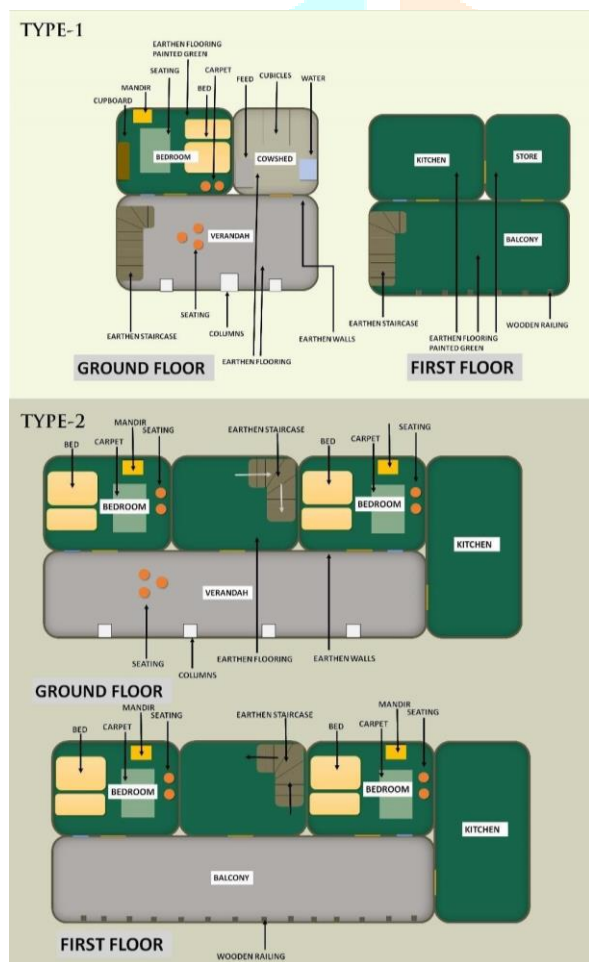 TYPE-1
EARTHEN FLOORING
PAINTED GREEN
SEATING
CARPET
MANDIR
BED
FEED
CUBICLES
WATER
CUPBOARD
BEDROOM
COWSHED
KITCHEN
STORE
VERANDAH
BALCONY
SEATING
EARTHEN STAIRCASE
COLUMNS
EARTHEN WALLS
EARTHEN FLOORING
GROUND FLOOR
EARTHEN STAIRCASE
WOODEN RAILING
EARTHEN FLOORING
PAINTED GREEN
FIRST FLOOR
TYPE-2
MANDIR
BED
CARPET
SEATING
EARTHEN STAIRCASE
BED
CARPET
SEATING
BEDROOM
BEDROOM
KITCHEN
VERANDAH
SEATING
COLUMNS
EARTHEN FLOORING
EARTHEN WALLS
GROUND FLOOR
MANDIR
BED
CARPET
SEATING
EARTHEN STAIRCASE
BED
CARPET
MANDIR
SEATING
BEDROOM
BEDROOM
KITCHEN
BALCONY
FIRST FLOOR
WOODEN RAILING